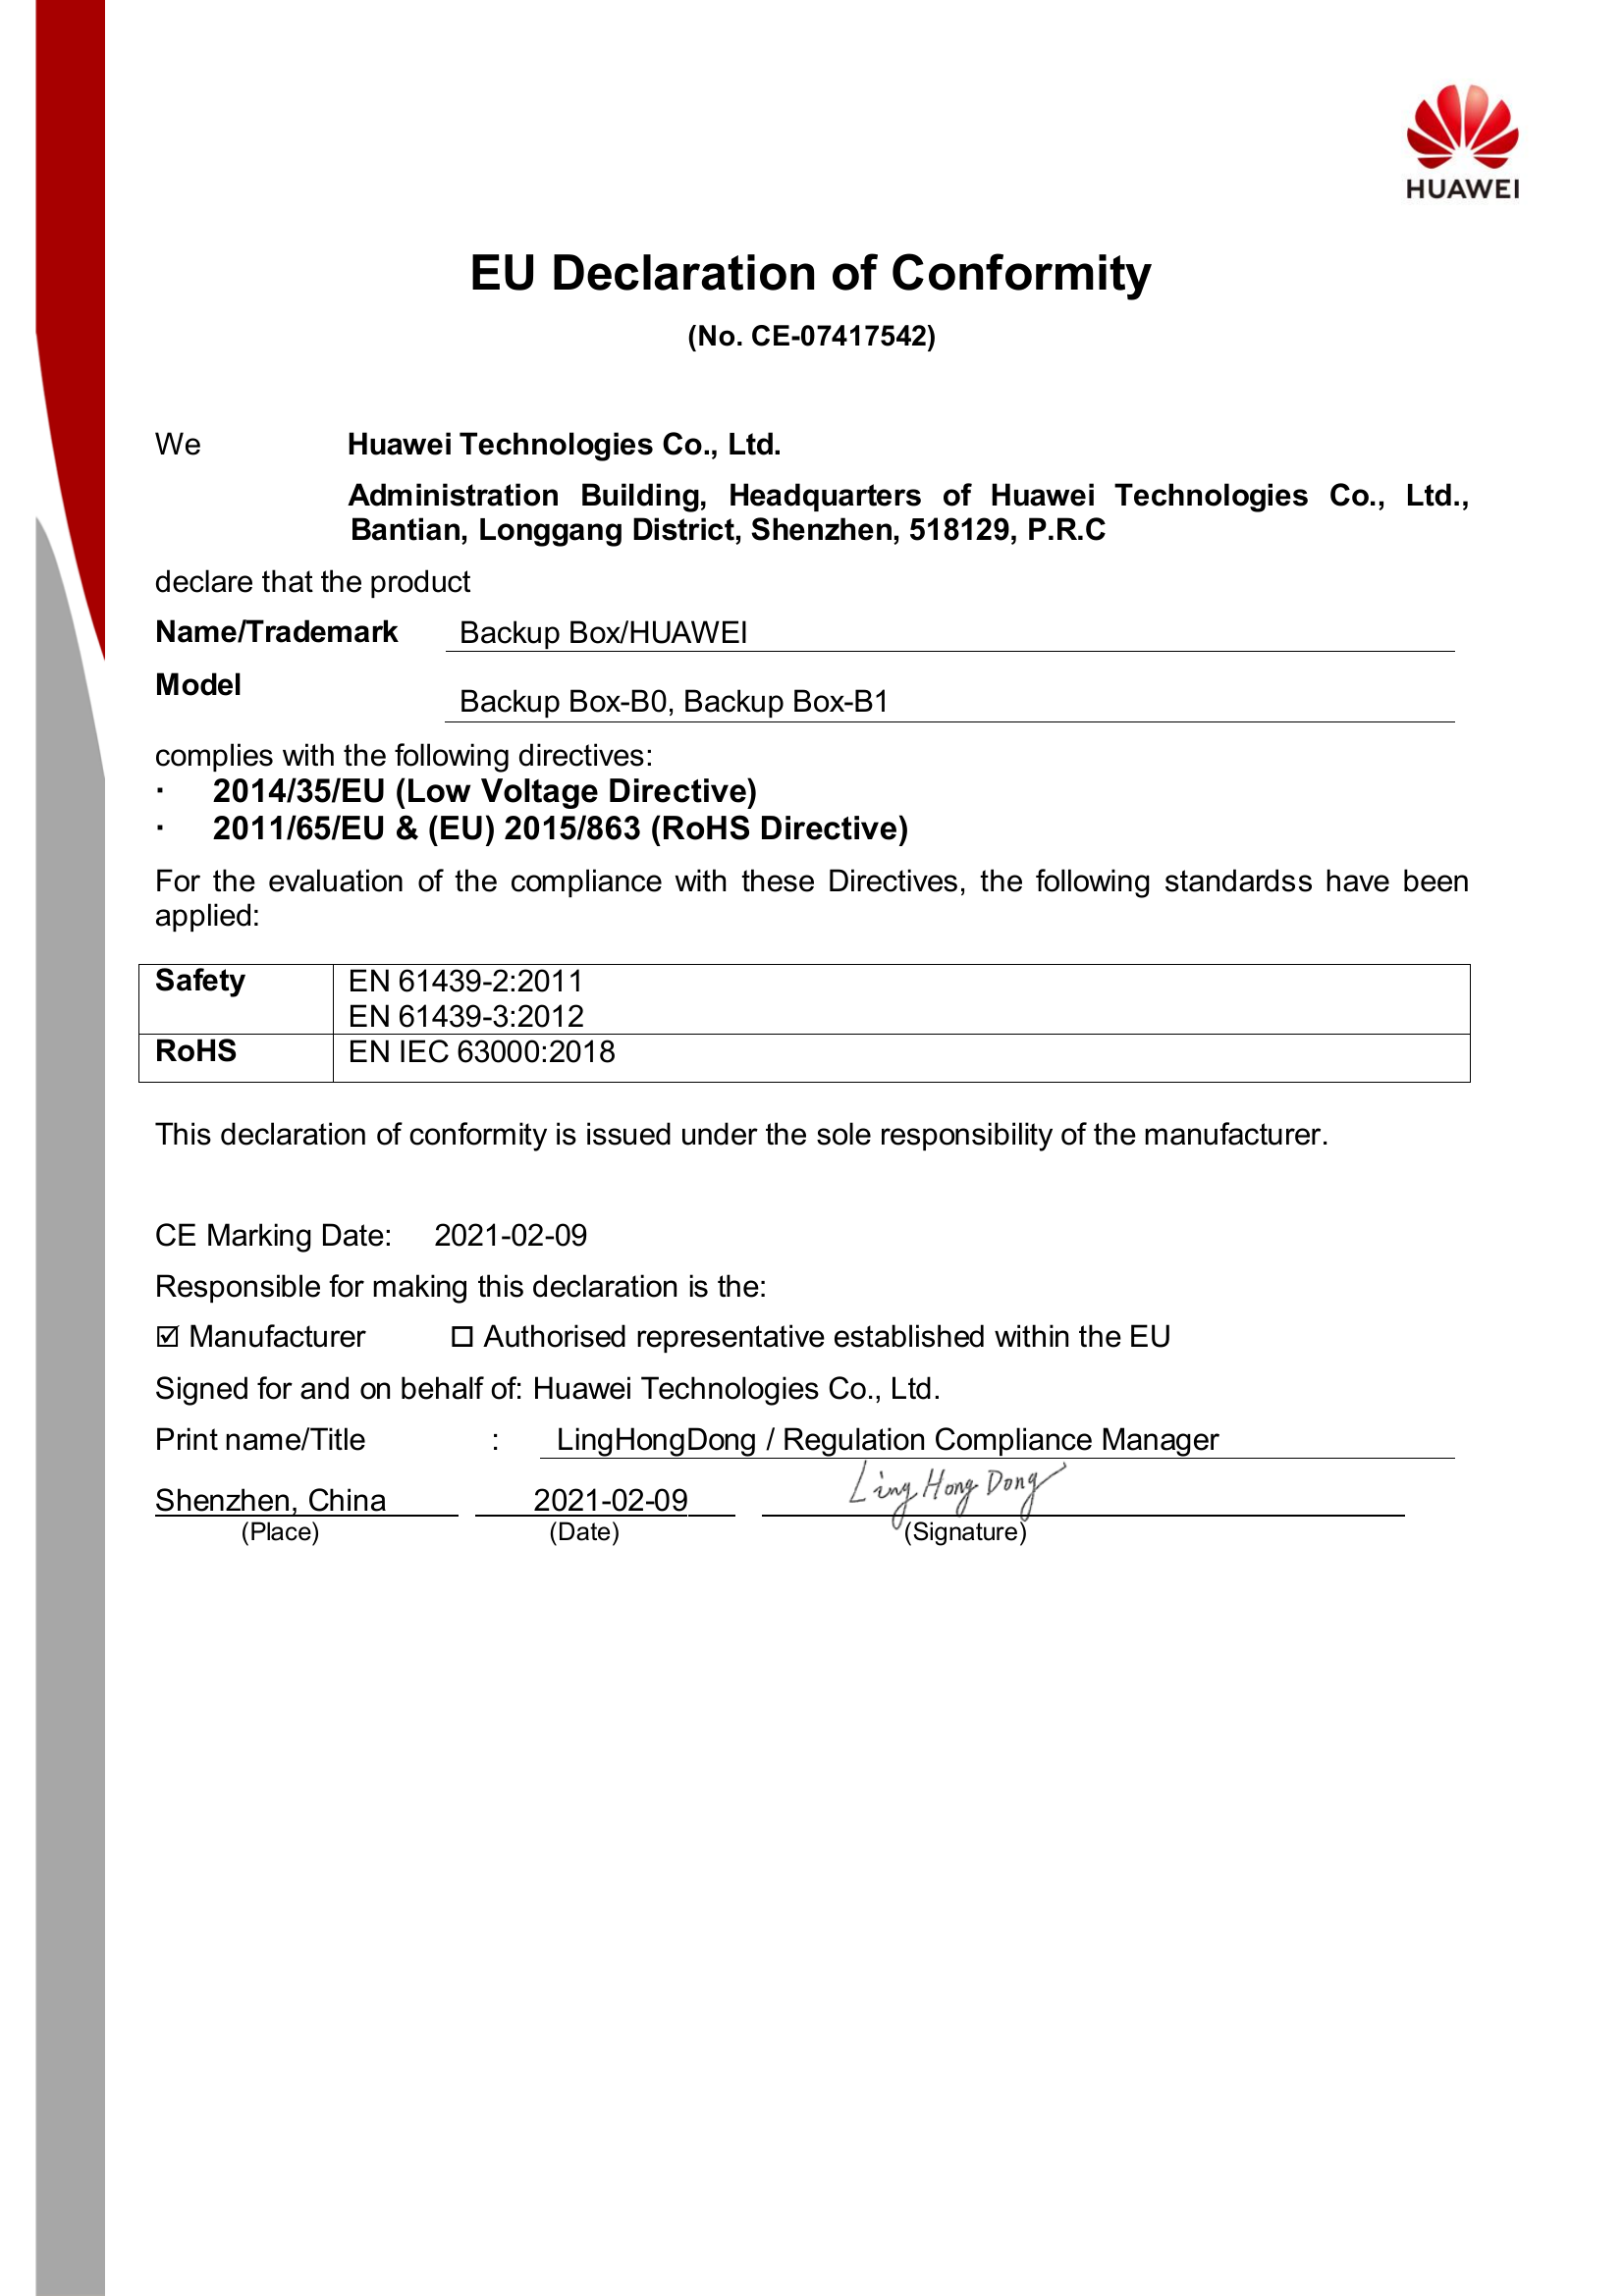 HUAWEI
EU Declaration of Conformity
(No. CE-07417542)
We Huawei Technologies Co., Ltd.
Administration Building, Headquarters of Huawei Technologies Co., Ltd.,
Bantian, Longgang District, Shenzhen, 518129, P.R.C
declare that the product
Name/Trademark Backup Box/HUAWEI
Model Backup Box-B0, Backup Box-B1
complies with the following directives:
· 2014/35/EU (Low Voltage Directive)
· 2011/65/EU & (EU) 2015/863 (RoHS Directive)
For the evaluation of the compliance with these Directives, the following standardss have been
applied:
Safety EN 61439-2:2011
EN 61439-3:2012
RoHS EN IEC 63000:2018
This declaration of conformity is issued under the sole responsibility of the manufacturer.
CE Marking Date: 2021-02-09
Responsible for making this declaration is the:
☑ Manufacturer ☐ Authorised representative established within the EU
Signed for and on behalf of: Huawei Technologies Co., Ltd.
Print name/Title : LingHongDong / Regulation Compliance Manager
Shenzhen, China 2021-02-09 Ling Hong Dong
(Place) (Date) (Signature)